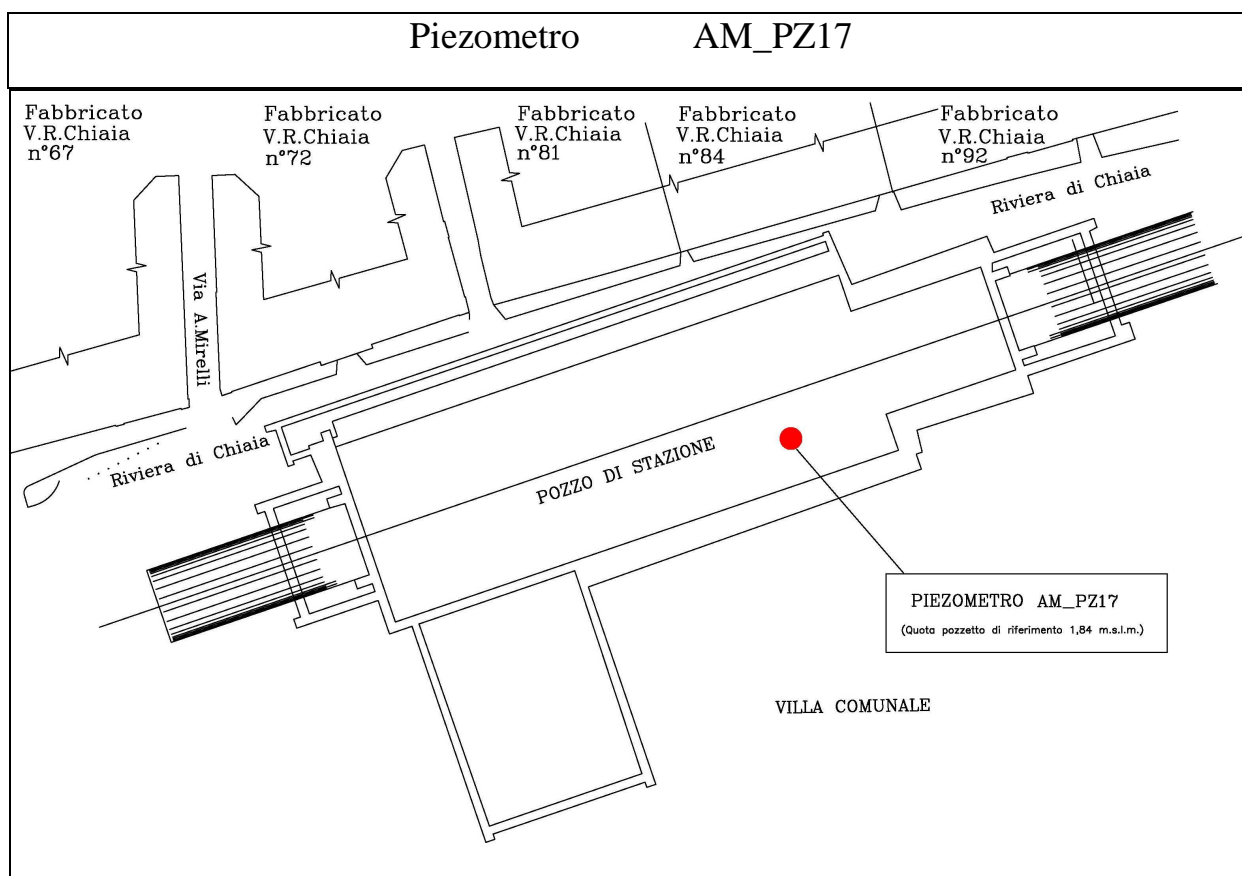 Piezometro AM_PZ17
Fabbricato
V.R.Chiaia
n°67
Fabbricato
V.R.Chiaia
n°72
Fabbricato
V.R.Chiaia
n°81
Fabbricato
V.R.Chiaia
n°84
Fabbricato
V.R.Chiaia
n°92
Riviera di Chiaia
Via A.Mirelli
Riviera di Chiaia
POZZO DI STAZIONE
PIEZOMETRO AM_PZ17
(Quota pozzetto di riferimento 1,84 m.s.l.m.)
VILLA COMUNALE